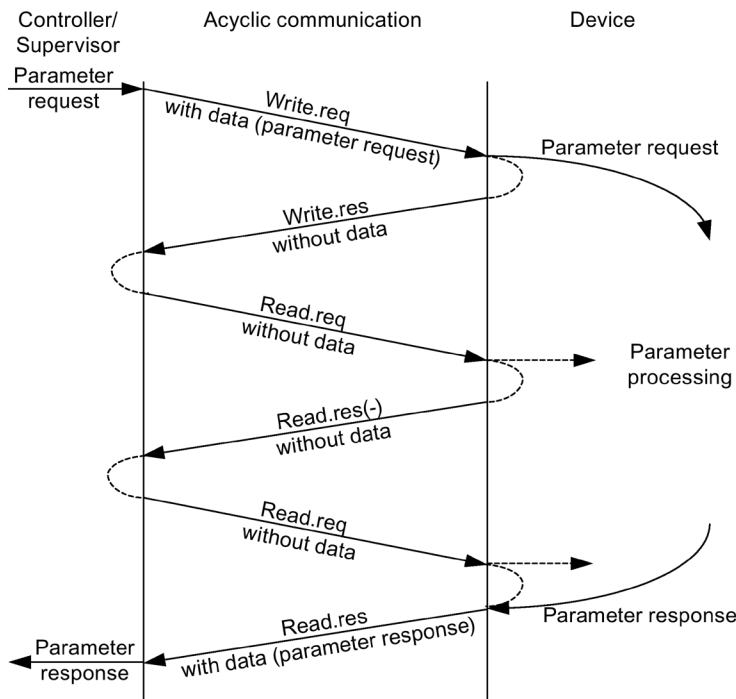 Controller/
Supervisor
Acyclic communication
Device
Parameter
request
Write.req
with data (parameter request)
Parameter request
Write.res
without data
Read.req
without data
Parameter
processing
Read.res(-)
without data
Read.req
without data
Parameter response
Read.res
with data (parameter response)
Parameter
response